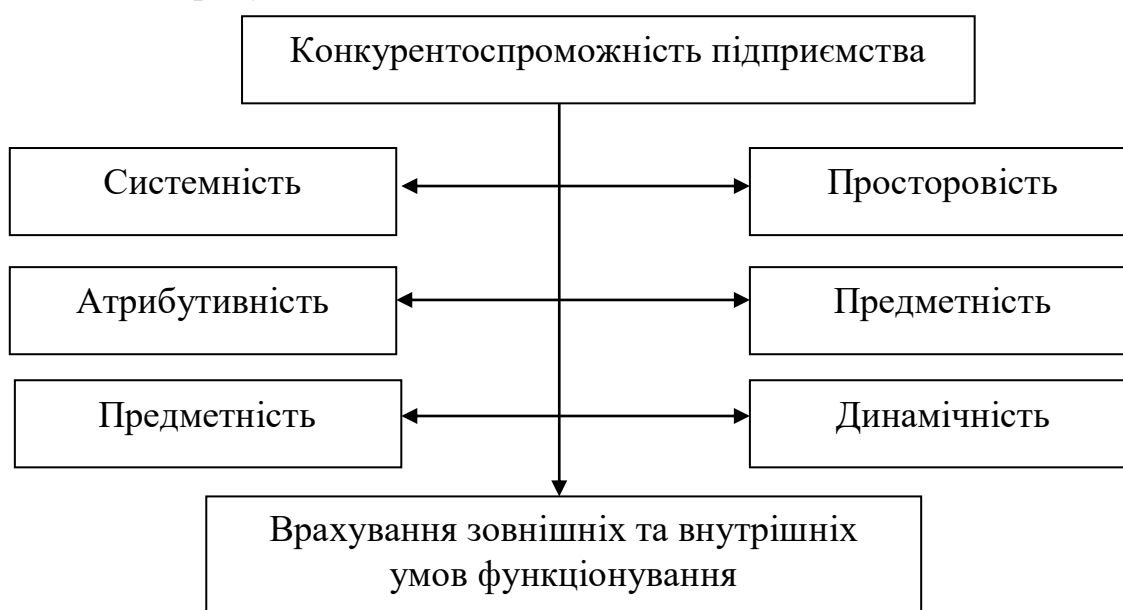 Конкурентоспроможність підприємства
Системність
Просторовість
Атрибутивність
Предметність
Предметність
Динамічність
Врахування зовнішніх та внутрішніх
умов функціонування